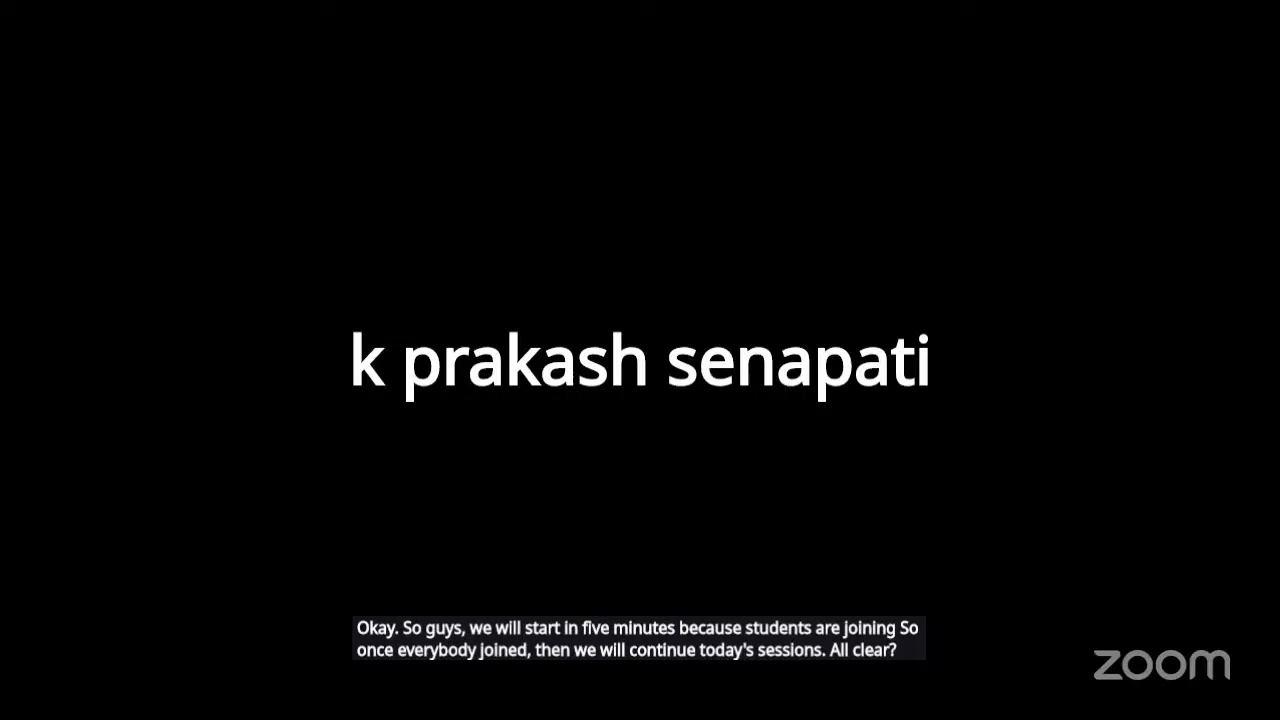 k prakash senapati
Okay. So guys, we will start in five minutes because students are joining So
once everybody joined, then we will continue today's sessions. All clear?
zoom